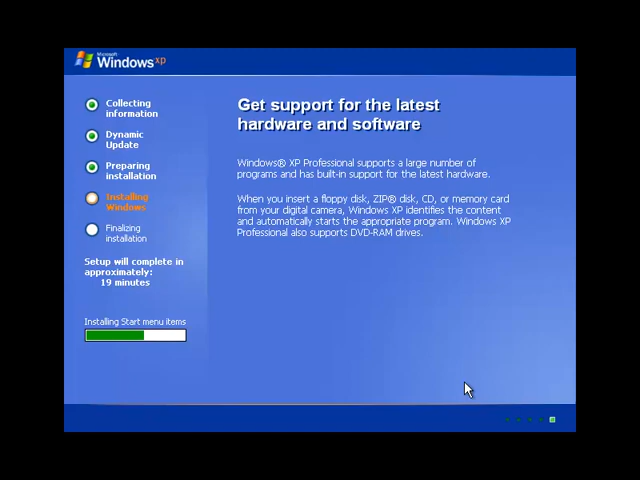 Microsoft
Windows xp
Collecting
information
Dynamic
Update
Preparing
installation
Installing
Windows
Finalizing
installation
Setup will complete in
approximately:
19 minutes
Installing Start menu items
Get support for the latest
hardware and software
Windows® XP Professional supports a large number of
programs and has built-in support for the latest hardware.
When you insert a floppy disk, ZIP® disk, CD, or memory card
from your digital camera, Windows XP identifies the content
and automatically starts the appropriate program. Windows XP
Professional also supports DVD-RAM drives.